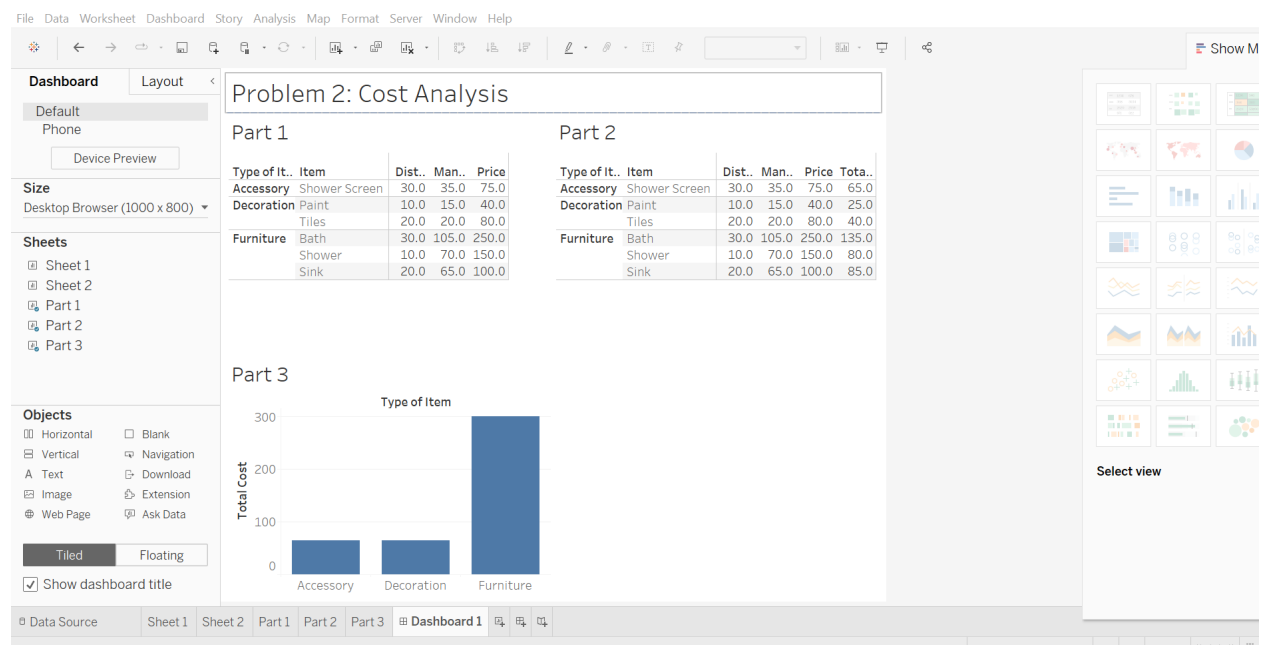 File Data Worksheet Dashboard Story Analysis Map Format Server Window Help
Show M
Dashboard Layout
Default
Phone
Device Preview
Size
Desktop Browser (1000 x 800)
Sheets
Sheet 1
Sheet 2
Part 1
Part 2
Part 3
Objects
Horizontal Blank
Vertical Navigation
Text Download
Image Extension
Web Page Ask Data
Tiled Floating
Show dashboard title
Problem 2: Cost Analysis
Part 1
Type of It.. Item Dist.. Man.. Price
Accessory Shower Screen 30.0 35.0 75.0
Decoration Paint 10.0 15.0 40.0
Tiles 20.0 20.0 80.0
Furniture Bath 30.0 105.0 250.0
Shower 10.0 70.0 150.0
Sink 20.0 65.0 100.0
Part 2
Type of It.. Item Dist.. Man.. Price Tota..
Accessory Shower Screen 30.0 35.0 75.0 65.0
Decoration Paint 10.0 15.0 40.0 25.0
Tiles 20.0 20.0 80.0 40.0
Furniture Bath 30.0 105.0 250.0 135.0
Shower 10.0 70.0 150.0 80.0
Sink 20.0 65.0 100.0 85.0
Part 3
Type of Item
Total Cost
300
200
100
0
Accessory Decoration Furniture
Select view
Data Source Sheet 1 Sheet 2 Part 1 Part 2 Part 3 Dashboard 1